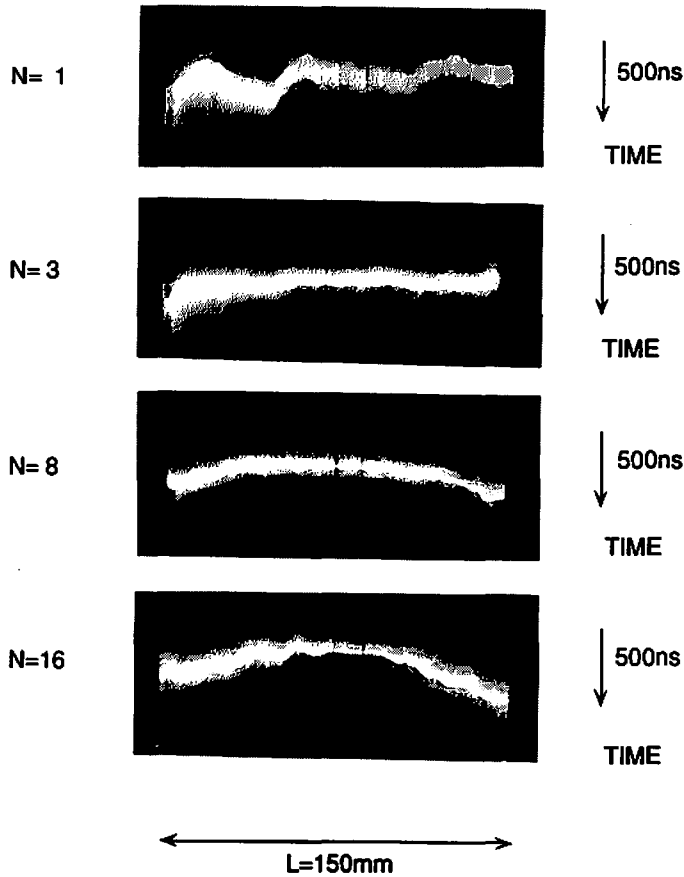 N= 1
500ns
TIME
N= 3
500ns
TIME
N= 8
500ns
TIME
N=16
500ns
TIME
L=150mm